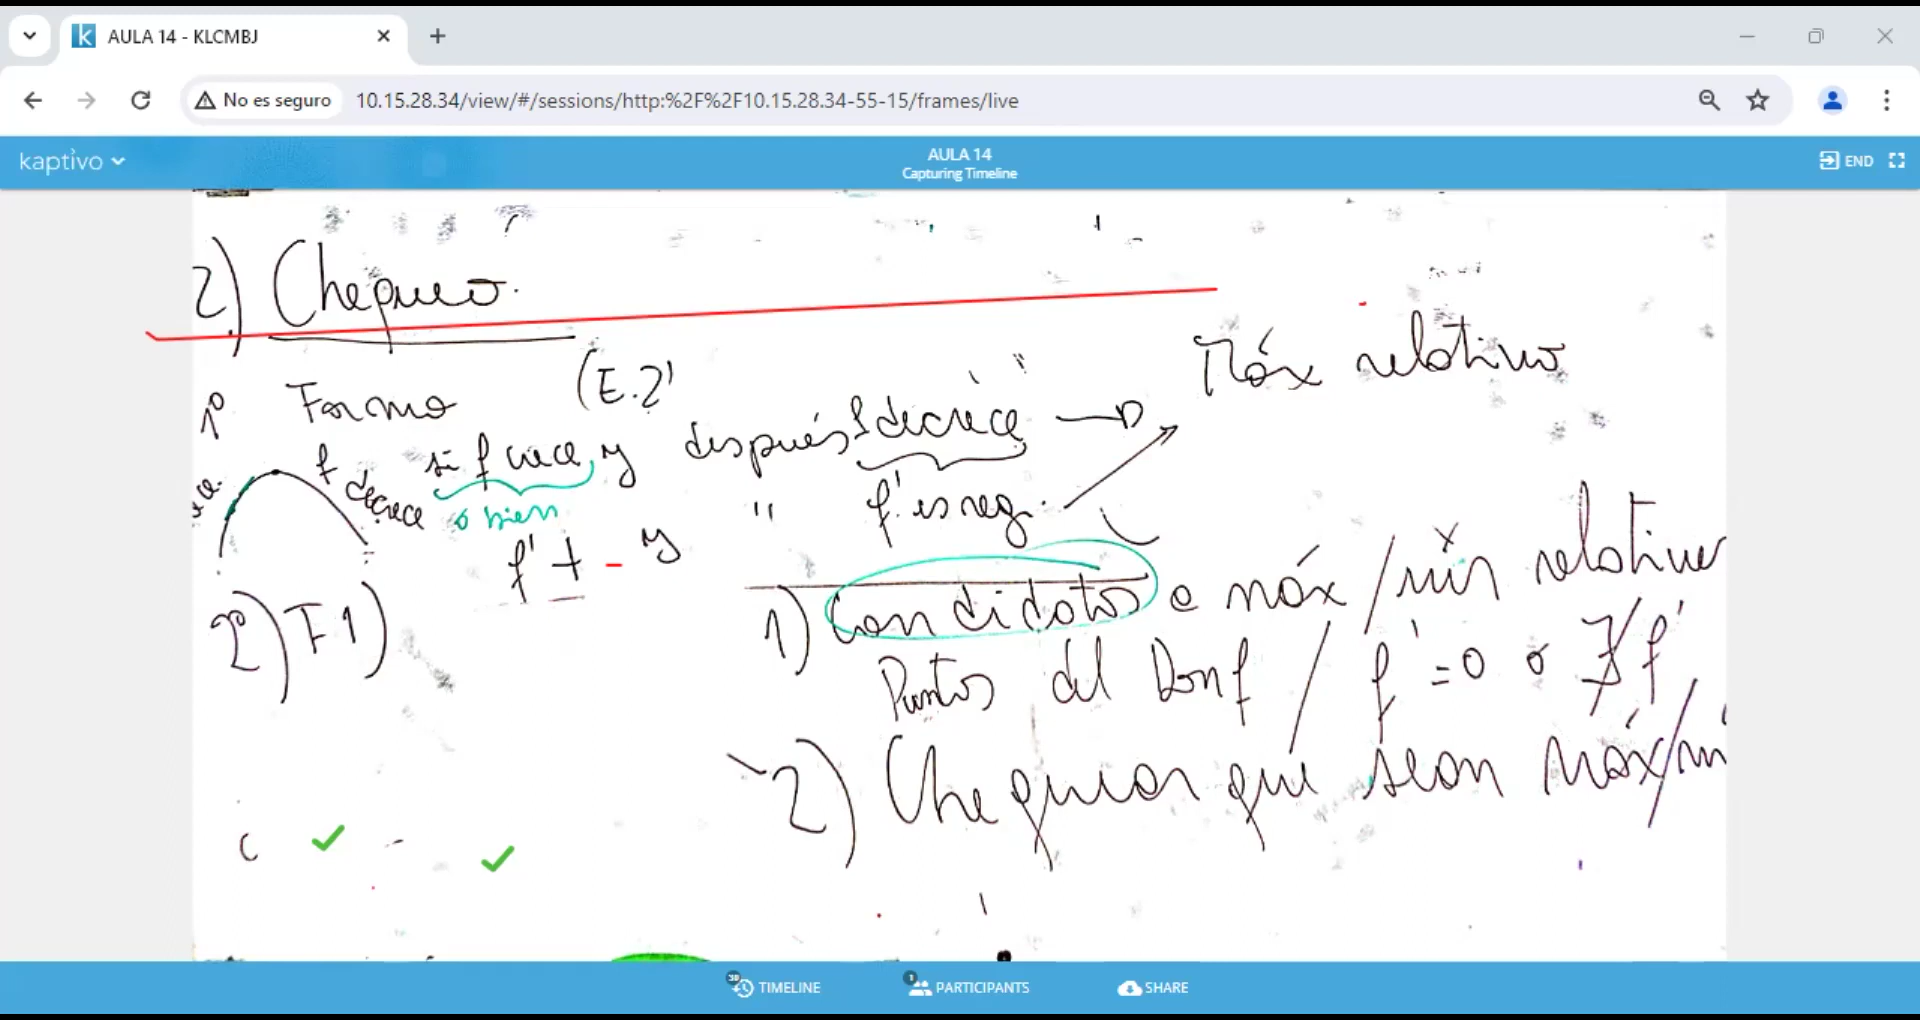 AULA 14 - KLCMBJ
No es seguro 10.15.28.34/view/#/sessions/http:%2F%2F10.15.28.34-55-15/frames/live
kaptivo
AULA 14
Capturing Timeline
END
2) Chequeo.
1º Forma (E.2)
si f crece, y después f decrece → Máx relativo
f decrece
o bien
f' + y " f' es neg.
2º) F1)
1) Candidatos a máx/mín relativos
Puntos del Dom f / f' = 0 o ∄ f'
2) Chequear que sean máx/m
TIMELINE
PARTICIPANTS
SHARE